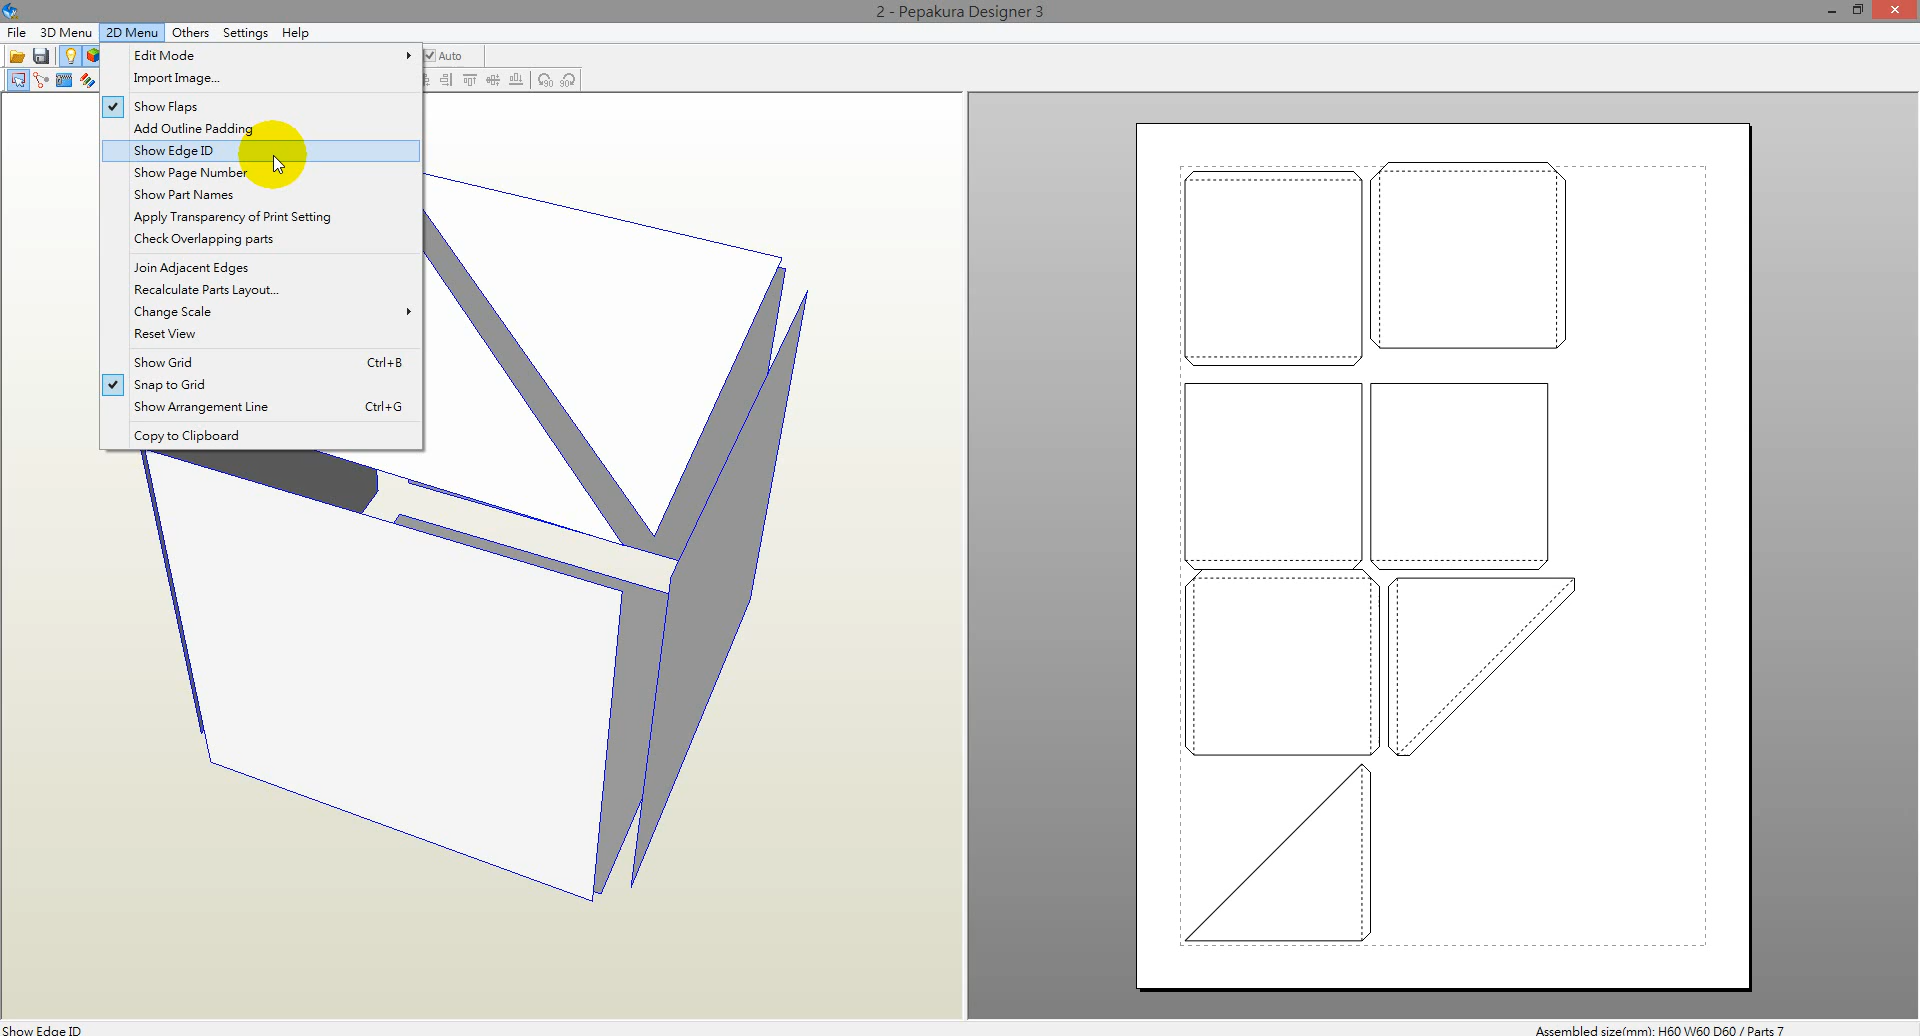 2 - Pepakura Designer 3
File 3D Menu 2D Menu Others Settings Help
Auto
Edit Mode
Import Image...
Show Flaps
Add Outline Padding
Show Edge ID
Show Page Number
Show Part Names
Apply Transparency of Print Setting
Check Overlapping parts
Join Adjacent Edges
Recalculate Parts Layout...
Change Scale
Reset View
Show Grid Ctrl+B
Snap to Grid
Show Arrangement Line Ctrl+G
Copy to Clipboard
Show Edge ID
Assembled size(mm): H60 W60 D60 / Parts 7